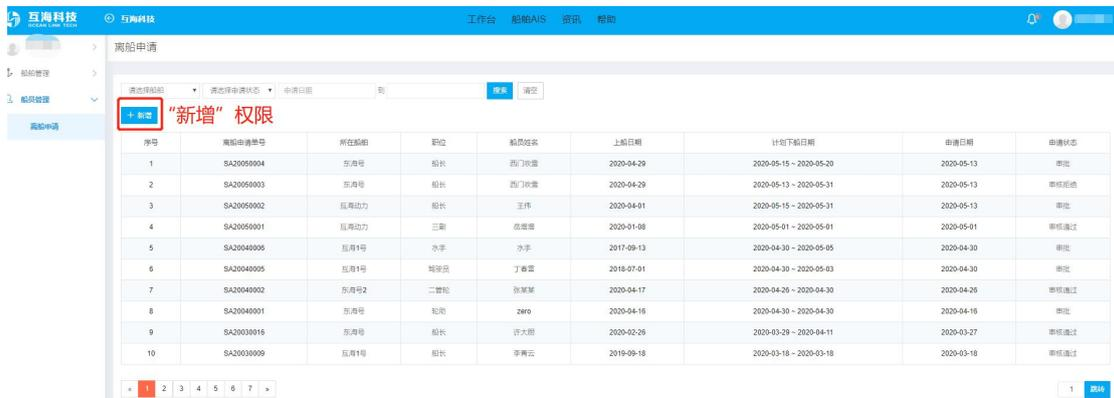 互海科技
OCEAN LINK TECH
互海科技 工作台 船舶AIS 资讯 帮助
离船申请
船舶管理
船员管理
离船申请
请选择船舶 请选择申请状态 申请日期 到 搜索 清空
+ 新增 “新增” 权限
序号 离船申请单号 所在船舶 职位 船员姓名 上船日期 计划下船日期 申请日期 申请状态
1 SA20050004 东海号 船长 西门吹雪 2020-04-29 2020-05-15 ~ 2020-05-20 2020-05-13 审批
2 SA20050003 东海号 船长 西门吹雪 2020-04-29 2020-05-13 ~ 2020-05-31 2020-05-13 审核拒绝
3 SA20050002 互海动力 船长 王伟 2020-04-01 2020-05-15 ~ 2020-05-31 2020-05-13 审批
4 SA20050001 互海动力 三副 2020-01-08 2020-05-01 ~ 2020-05-01 2020-05-01 审核通过
5 SA20040006 互海1号 水手 水手 2017-09-13 2020-04-30 ~ 2020-05-05 2020-04-30 审批
6 SA20040005 互海1号 驾驶员 丁春雷 2018-07-01 2020-04-30 ~ 2020-05-03 2020-04-30 审批
7 SA20040002 东海号2 二管轮 张某某 2020-04-17 2020-04-26 ~ 2020-04-30 2020-04-26 审核通过
8 SA20040001 东海号 轮助 zero 2020-04-16 2020-04-30 ~ 2020-04-30 2020-04-16 审批
9 SA20030016 东海号 船长 许大照 2020-02-26 2020-03-29 ~ 2020-04-11 2020-03-27 审核通过
10 SA20030009 互海1号 船长 李青云 2019-09-18 2020-03-18 ~ 2020-03-18 2020-03-18 审核通过
« 1 2 3 4 5 6 7 » 1 跳转